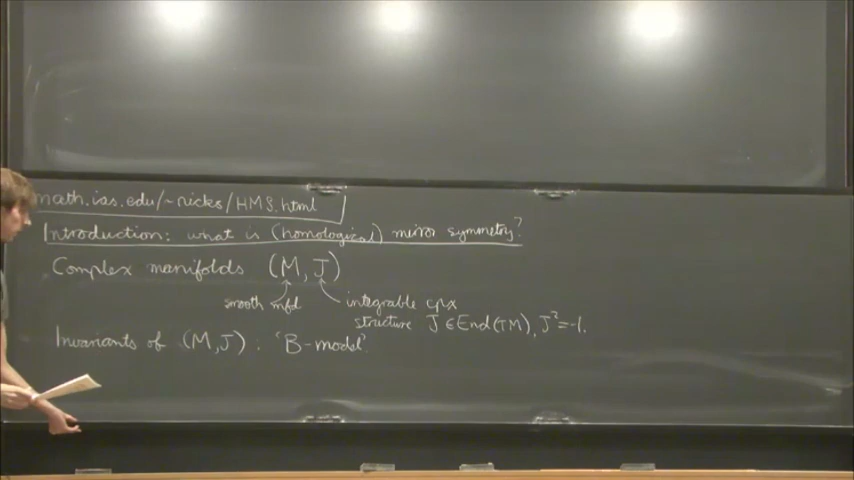 math.ias.edu/~nicks/HMS.html
Introduction: what is (homological) mirror symmetry?
Complex manifolds (M, J)
smooth mfd
integrable cpx
structure J ∈ End(TM), J²=-1.
Invariants of (M,J): 'B-model'.